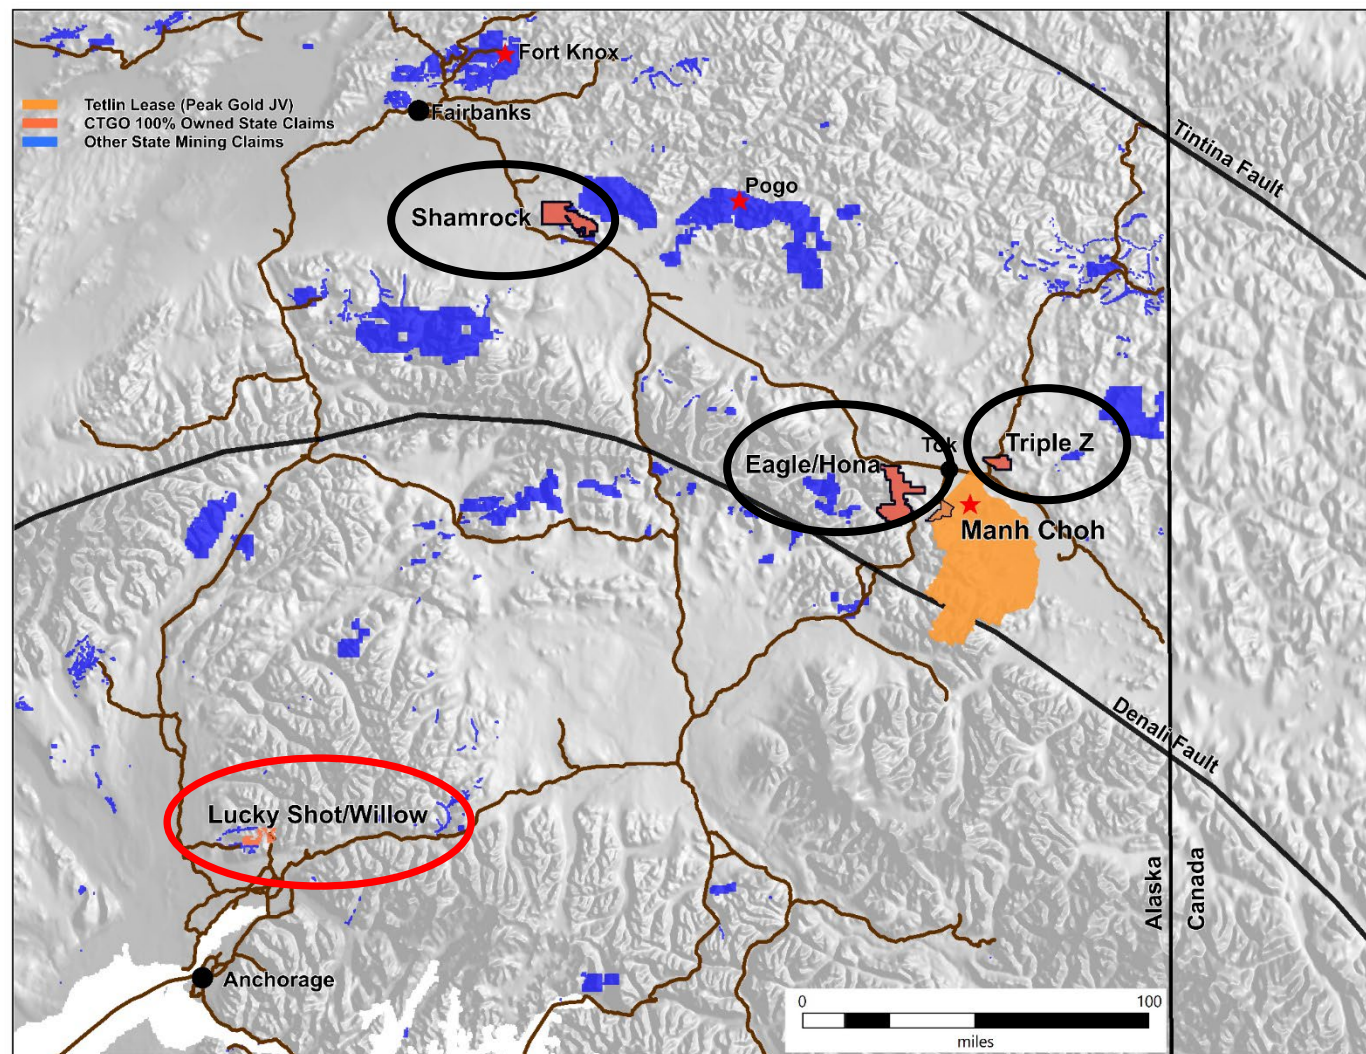 Fort Knox
Tetlin Lease (Peak Gold JV)
CTGO 100% Owned State Claims
Other State Mining Claims
Fairbanks
Tintina Fault
Pogo
Shamrock
Tok
Triple Z
Eagle/Hona
Manh Choh
Denali Fault
Lucky Shot/Willow
Alaska
Canada
Anchorage
0
100
miles